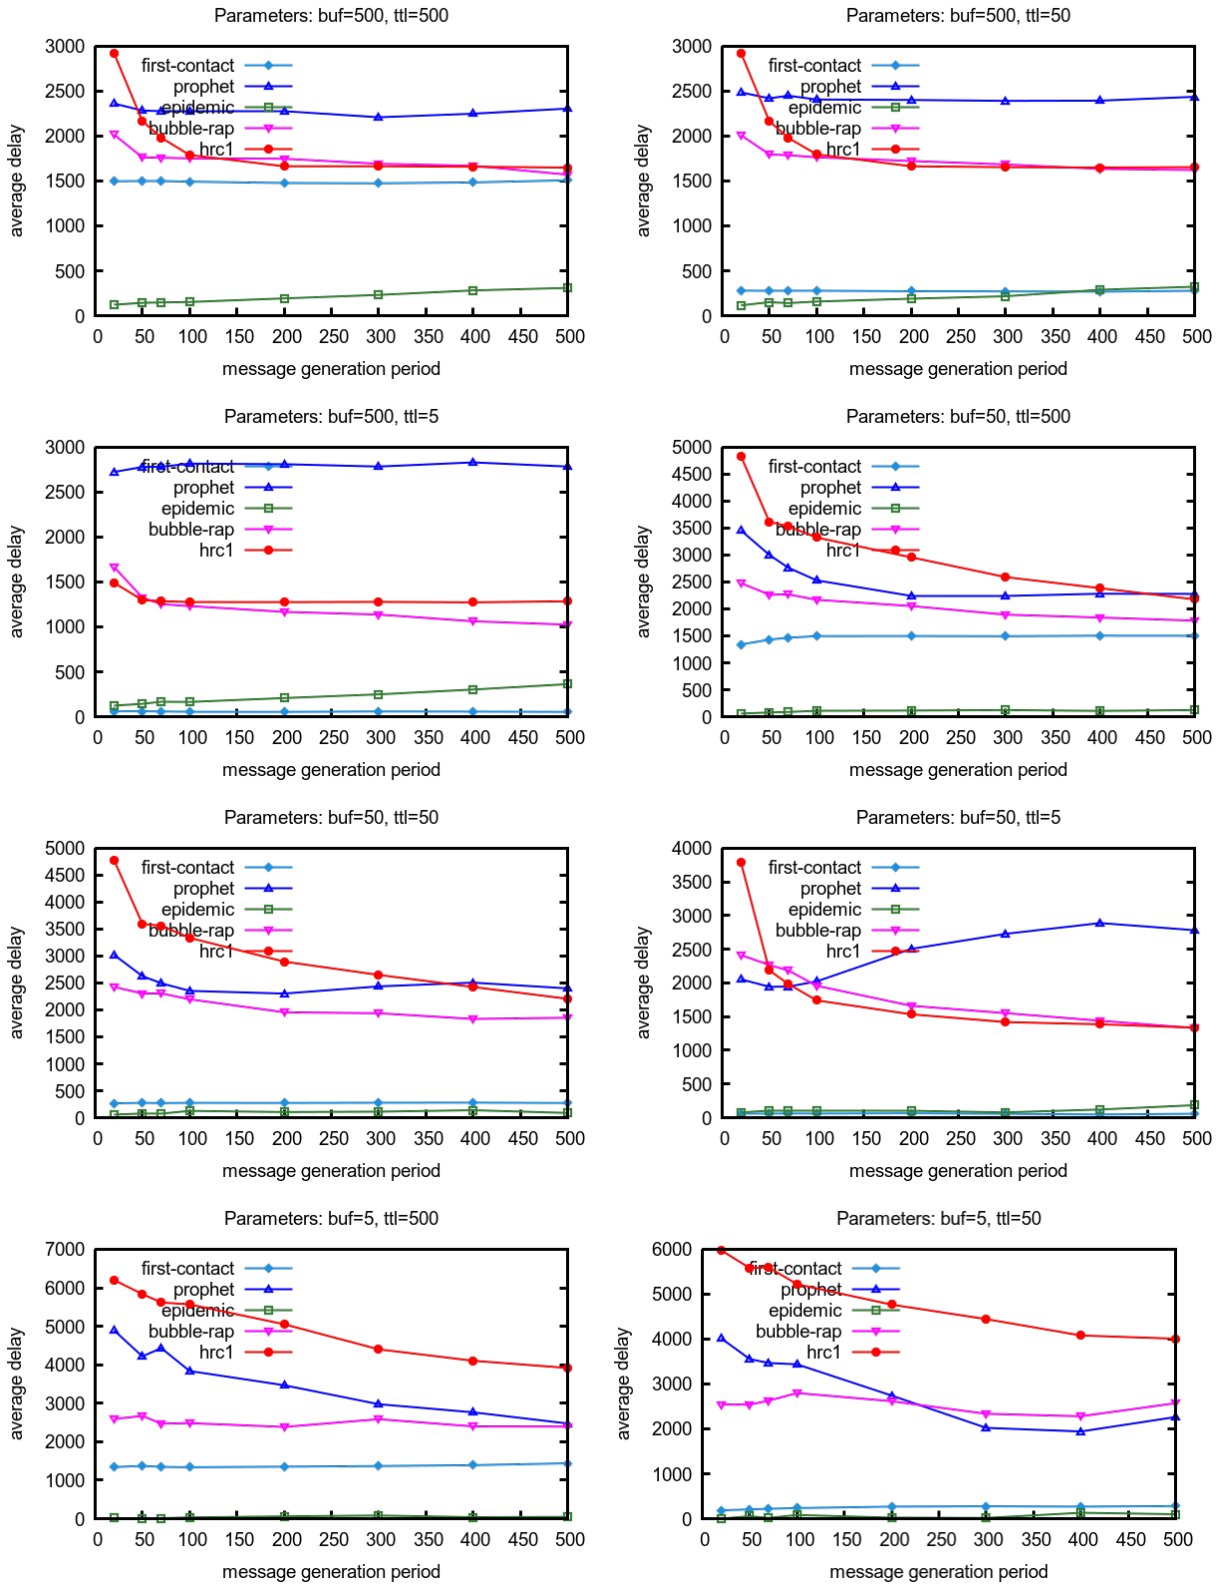 Parameters: buf=500, ttl=500
3000
2500
2000
1500
1000
500
0
average delay
first-contact
prophet
epidemic
bubble-rap
hrc1
0 50 100 150 200 250 300 350 400 450 500
message generation period
Parameters: buf=500, ttl=50
3000
2500
2000
1500
1000
500
0
average delay
first-contact
prophet
epidemic
bubble-rap
hrc1
0 50 100 150 200 250 300 350 400 450 500
message generation period
Parameters: buf=500, ttl=5
3000
2500
2000
1500
1000
500
0
average delay
first-contact
prophet
epidemic
bubble-rap
hrc1
0 50 100 150 200 250 300 350 400 450 500
message generation period
Parameters: buf=50, ttl=500
5000
4500
4000
3500
3000
2500
2000
1500
1000
500
0
average delay
first-contact
prophet
epidemic
bubble-rap
hrc1
0 50 100 150 200 250 300 350 400 450 500
message generation period
Parameters: buf=50, ttl=50
5000
4500
4000
3500
3000
2500
2000
1500
1000
500
0
average delay
first-contact
prophet
epidemic
bubble-rap
hrc1
0 50 100 150 200 250 300 350 400 450 500
message generation period
Parameters: buf=50, ttl=5
4000
3500
3000
2500
2000
1500
1000
500
0
average delay
first-contact
prophet
epidemic
bubble-rap
hrc1
0 50 100 150 200 250 300 350 400 450 500
message generation period
Parameters: buf=5, ttl=500
7000
6000
5000
4000
3000
2000
1000
0
average delay
first-contact
prophet
epidemic
bubble-rap
hrc1
0 50 100 150 200 250 300 350 400 450 500
message generation period
Parameters: buf=5, ttl=50
6000
5000
4000
3000
2000
1000
0
average delay
first-contact
prophet
epidemic
bubble-rap
hrc1
0 50 100 150 200 250 300 350 400 450 500
message generation period